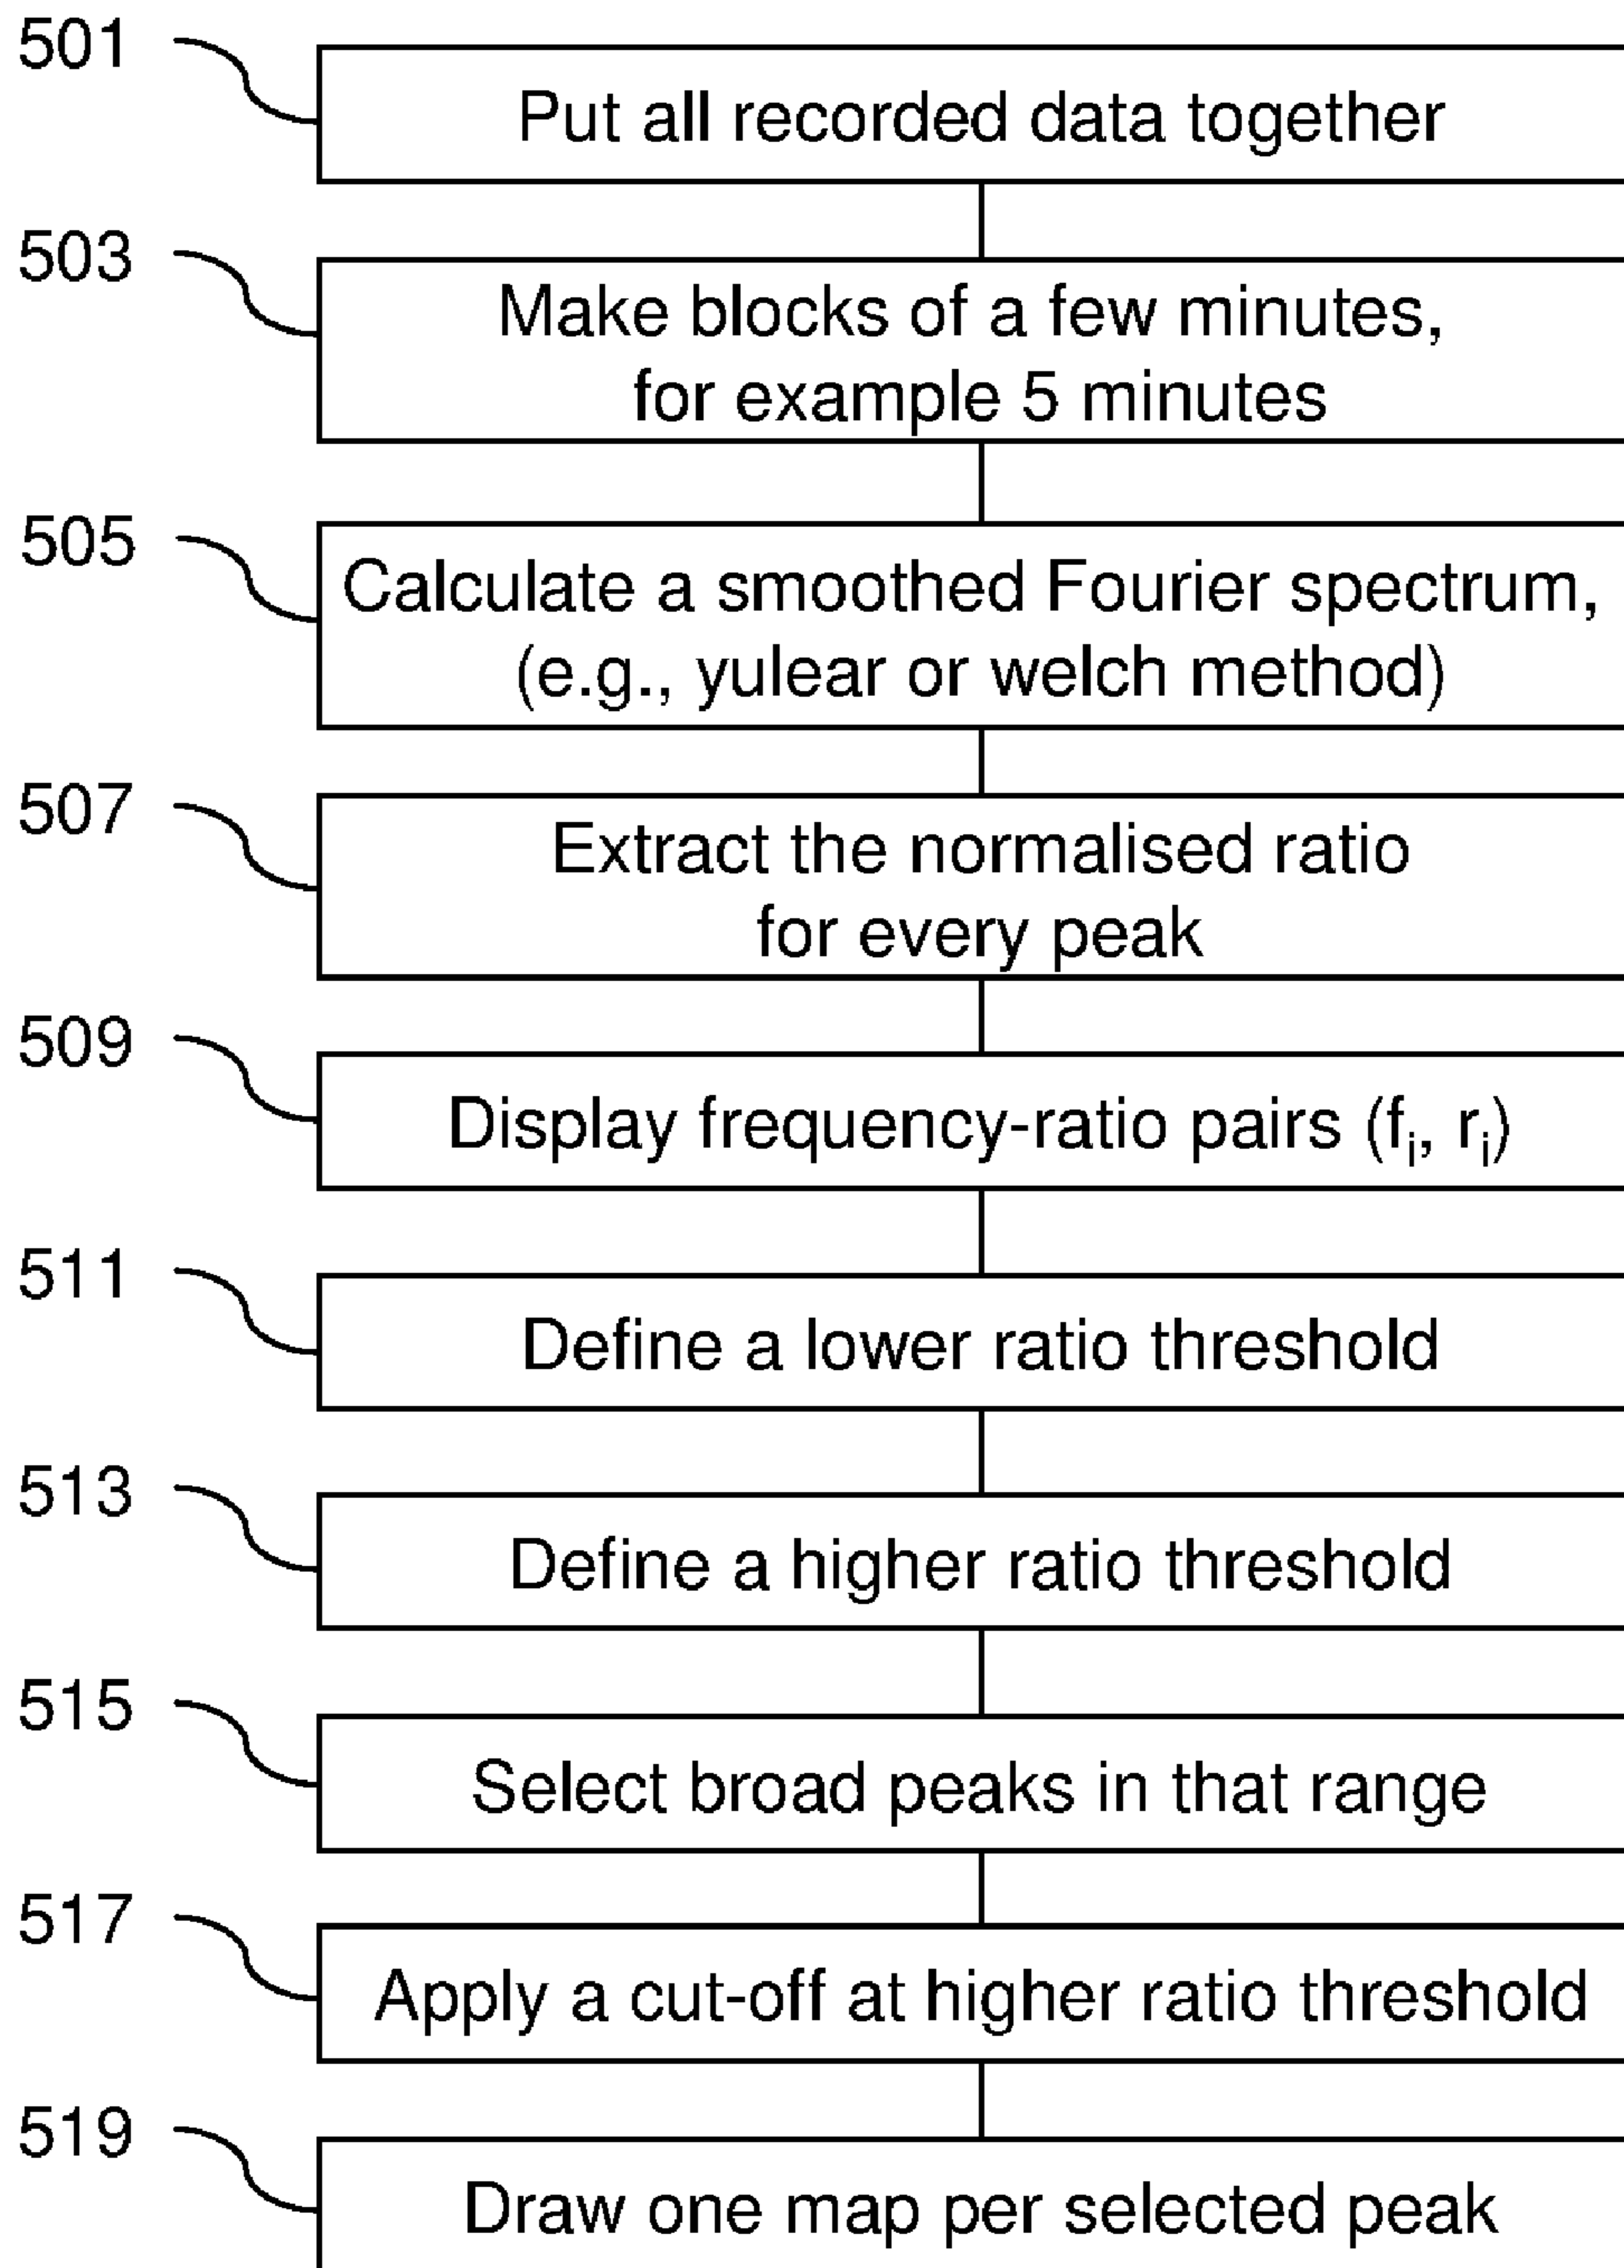 501
Put all recorded data together
503
Make blocks of a few minutes,
for example 5 minutes
505
Calculate a smoothed Fourier spectrum,
(e.g., yulear or welch method)
507
Extract the normalised ratio
for every peak
509
Display frequency-ratio pairs (fᵢ, rᵢ)
511
Define a lower ratio threshold
513
Define a higher ratio threshold
515
Select broad peaks in that range
517
Apply a cut-off at higher ratio threshold
519
Draw one map per selected peak